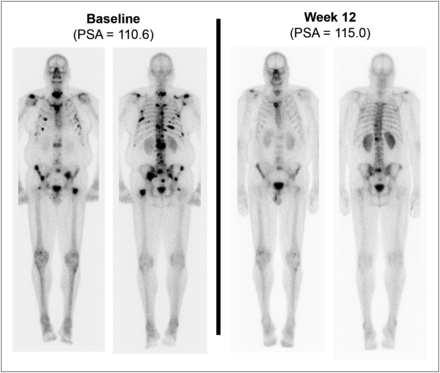 Baseline
(PSA = 110.6)
Week 12
(PSA = 115.0)